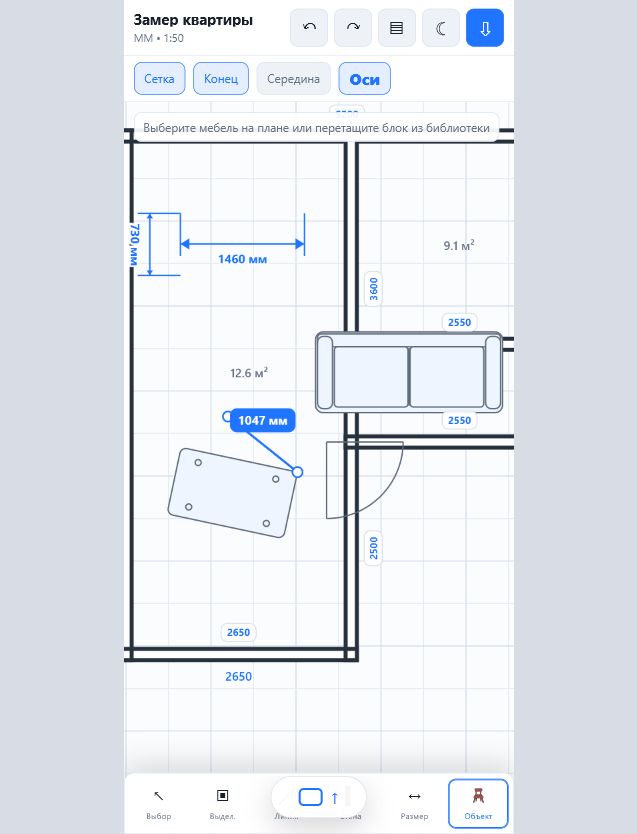 Замер квартиры
ММ • 1:50
Сетка
Конец
Середина
Оси
Выберите мебель на плане или перетащите блок из библиотеки
730 мм
1460 мм
9.1 м²
3600
2550
12.6 м²
2550
1047 мм
2500
2650
2650
Выбор
Выдел.
Размер
Объект